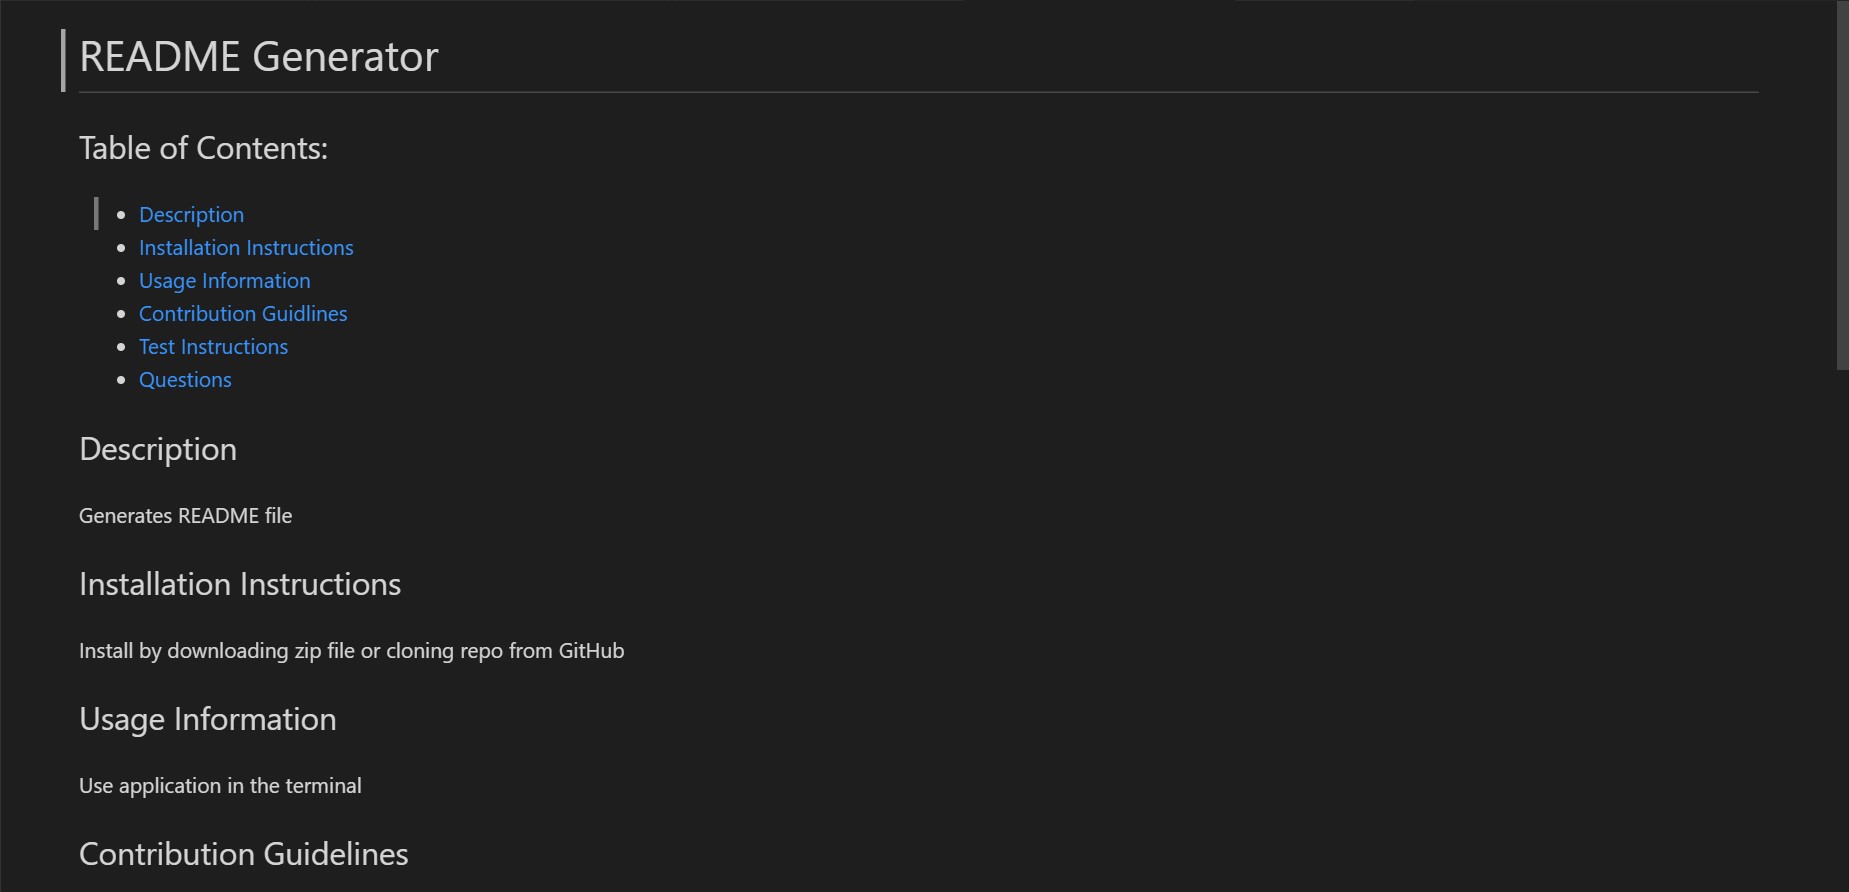 README Generator
Table of Contents:
Description
Installation Instructions
Usage Information
Contribution Guidlines
Test Instructions
Questions
Description
Generates README file
Installation Instructions
Install by downloading zip file or cloning repo from GitHub
Usage Information
Use application in the terminal
Contribution Guidelines